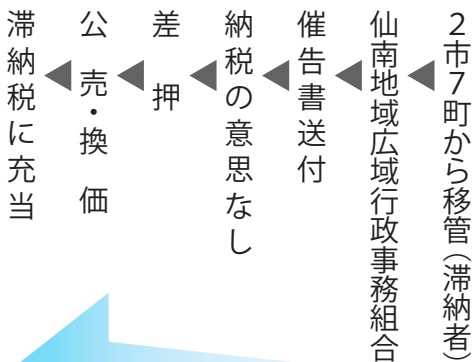 2市7町から移管（滞納者）
仙南地域広域行政事務組合
催告書送付
納税の意思なし
差押
公売・換価
滞納税に充当